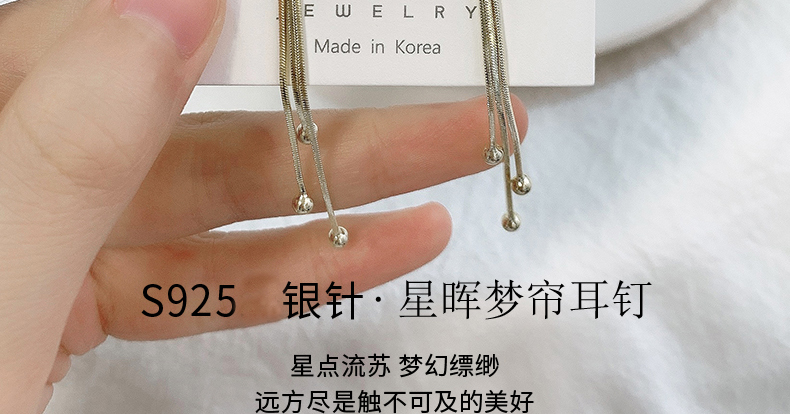 JEWELRY
Made in Korea
S925 银针·星晖梦帘耳钉
星点流苏 梦幻缥缈
远方尽是触不可及的美好